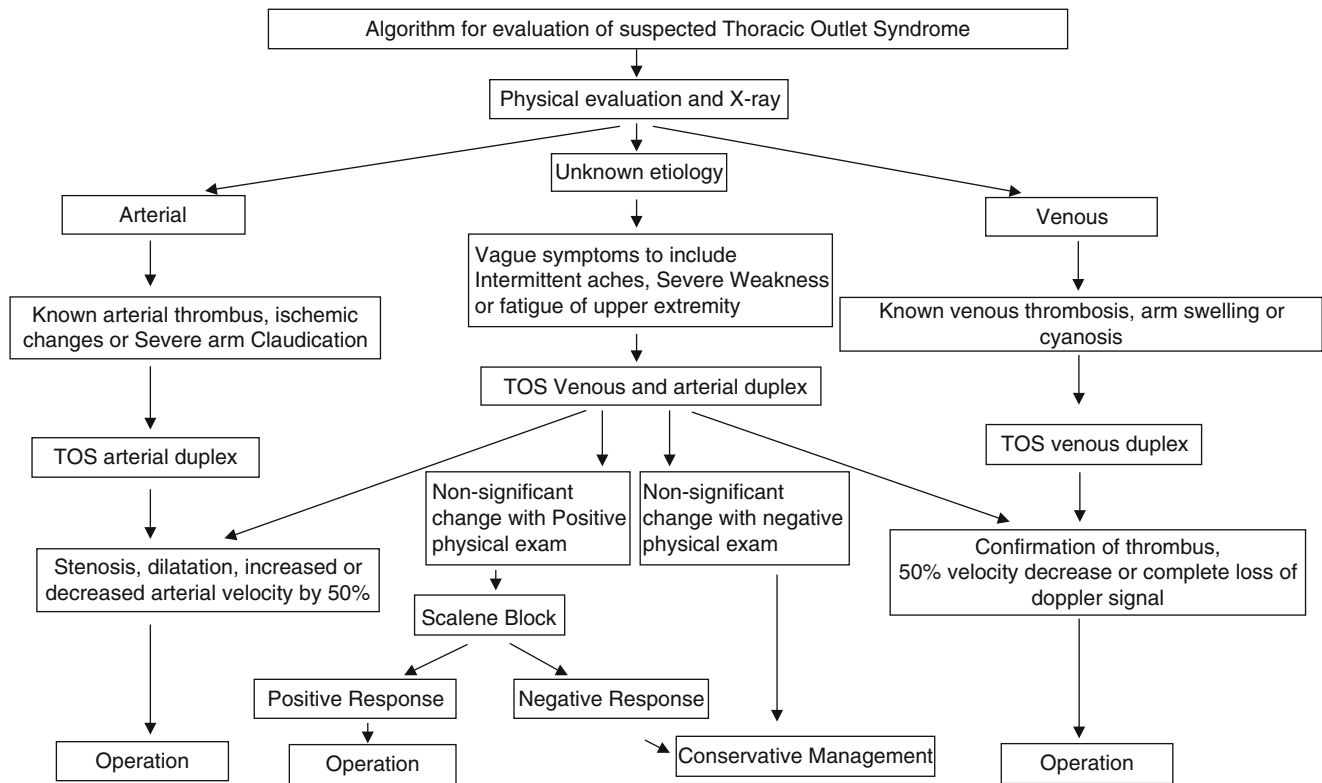 Algorithm for evaluation of suspected Thoracic Outlet Syndrome
Physical evaluation and X-ray
Unknown etiology
Arterial
Venous
Vague symptoms to include
Intermittent aches, Severe Weakness
or fatigue of upper extremity
Known arterial thrombus, ischemic
changes or Severe arm Claudication
Known venous thrombosis, arm swelling or
cyanosis
TOS Venous and arterial duplex
TOS arterial duplex
TOS venous duplex
Non-significant
change with Positive
physical exam
Non-significant
change with negative
physical exam
Stenosis, dilatation, increased or
decreased arterial velocity by 50%
Confirmation of thrombus,
50% velocity decrease or complete loss of
doppler signal
Scalene Block
Positive Response
Negative Response
Operation
Operation
Conservative Management
Operation